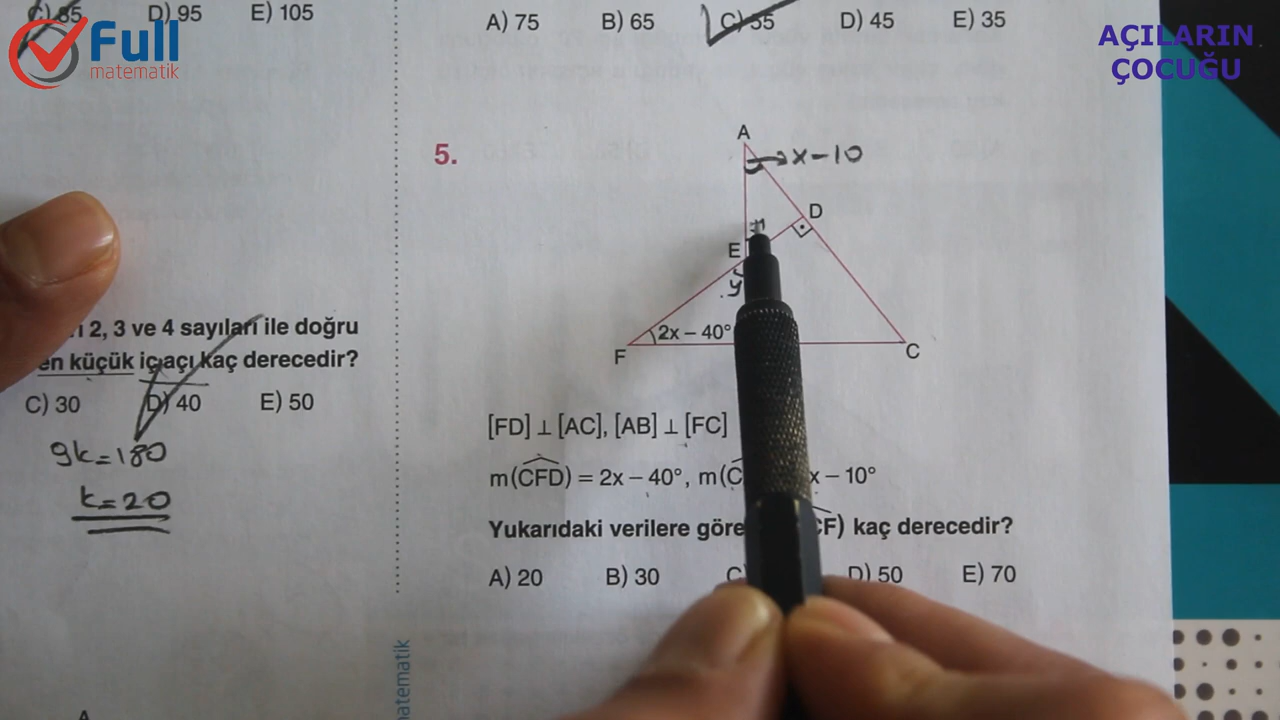 C) 85 D) 95 E) 105
Full
matematik
2, 3 ve 4 sayıları ile doğru
en küçük iç açı kaç derecedir?
C) 30 D) 40 E) 50
9k=180
k=20
A
A) 75 B) 65 C) 55 D) 45 E) 35
AÇILARIN
ÇOCUĞU
5.
A
x-10
D
E
y
F
2x – 40°
C
[FD] ⊥ [AC], [AB] ⊥ [FC]
m(CFD) = 2x – 40°, m(C x – 10°
Yukarıdaki verilere göre CF) kaç derecedir?
A) 20 B) 30 C D) 50 E) 70
matematik